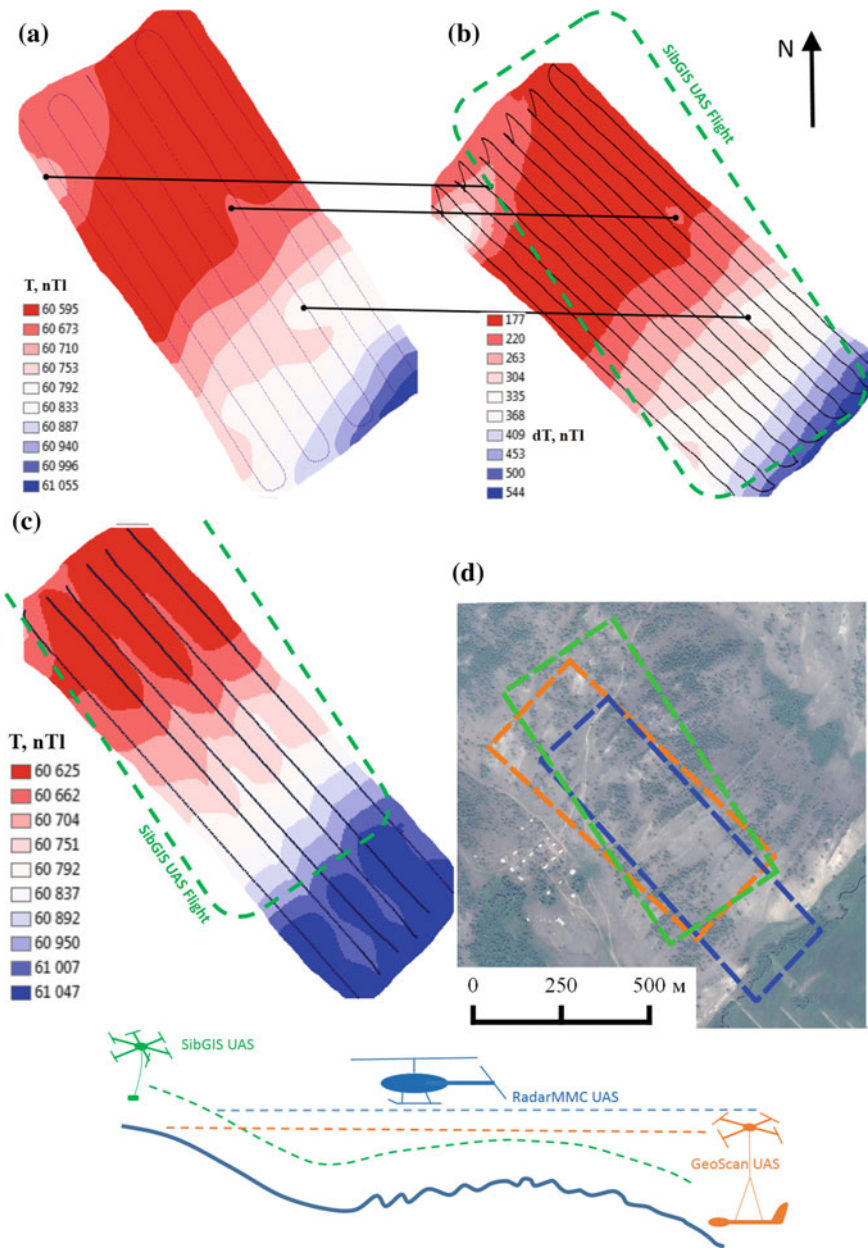 (a)
(b)
N
SibGIS UAS Flight
T, nTl
60 595
60 673
60 710
60 753
60 792
60 833
60 887
60 940
60 996
61 055
177
220
263
304
335
368
409
453
500
544
dT, nTl
(c)
(d)
SibGIS UAS Flight
T, nTl
60 625
60 662
60 704
60 751
60 792
60 837
60 892
60 950
61 007
61 047
0 250 500 м
SibGIS UAS
RadarMMC UAS
GeoScan UAS